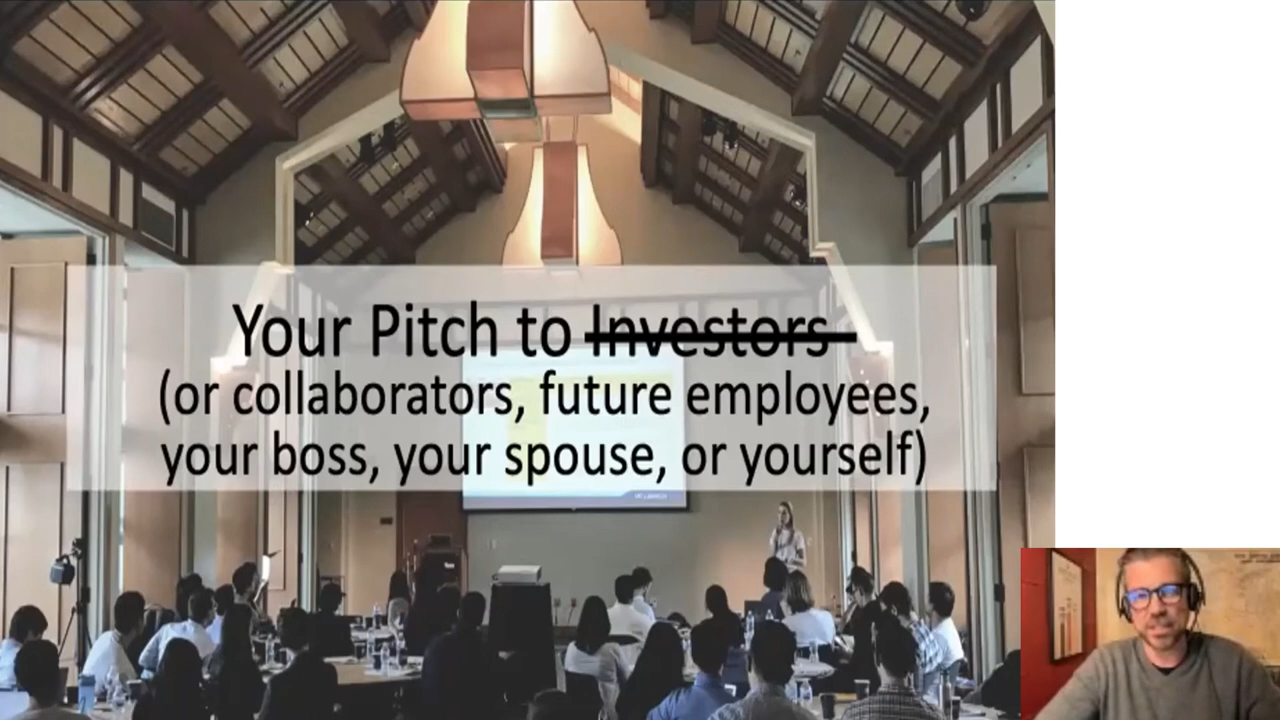 Your Pitch to Investors
(or collaborators, future employees,
your boss, your spouse, or yourself)